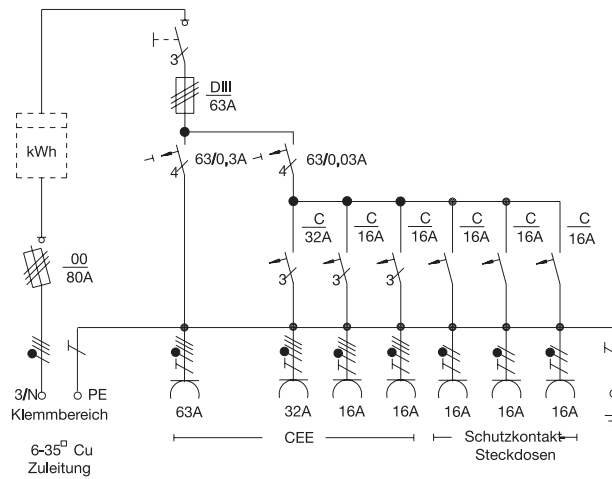 3
DIII
63A
kWh
4
63/0,3A
4
63/0,03A
C
32A
C
16A
C
16A
C
16A
C
16A
C
16A
00
80A
3
3
3
3/N
PE
Klemmbereich
6-35□ Cu
Zuleitung
63A
32A
16A
16A
16A
16A
16A
CEE
Schutzkontakt-
Steckdosen